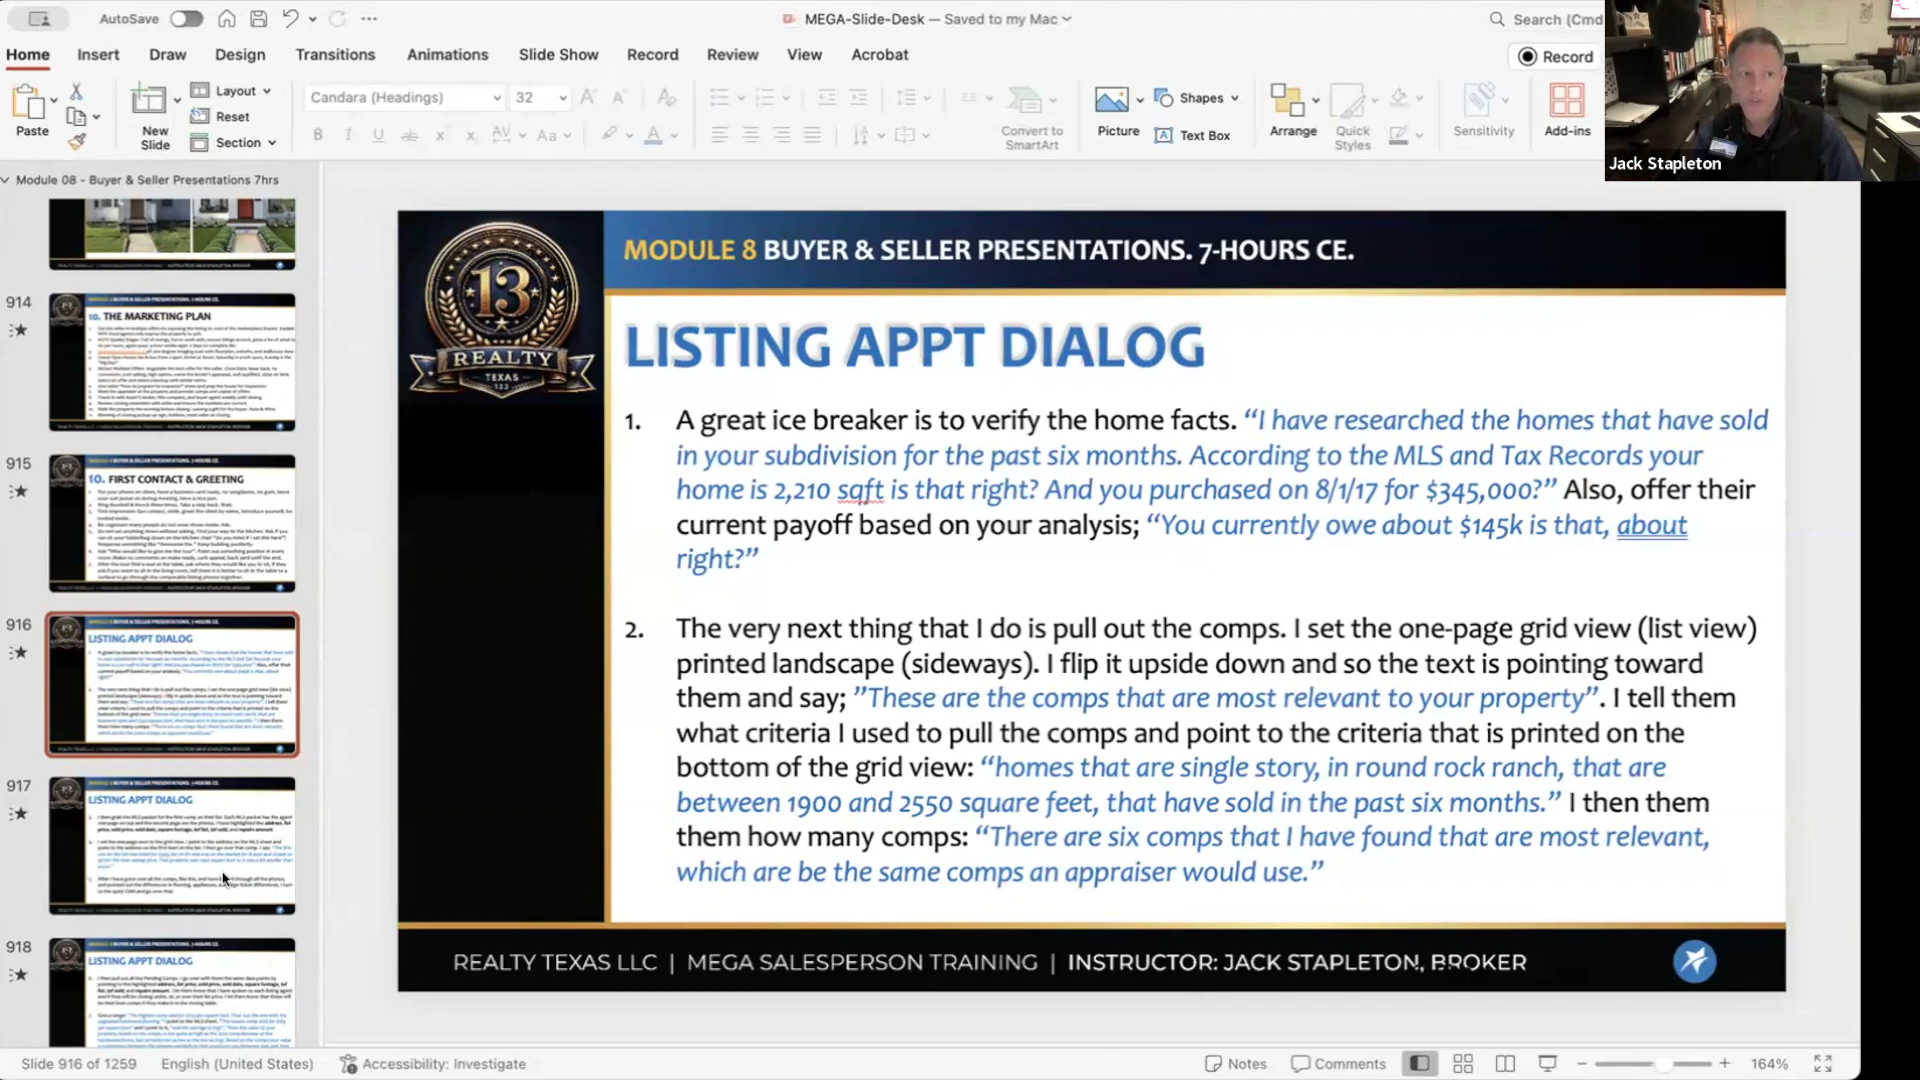 AutoSave
MEGA-Slide-Desk — Saved to my Mac
Search (Cmd
Home Insert Draw Design Transitions Animations Slide Show Record Review View Acrobat
Record
Paste
New Slide
Layout
Reset
Section
Candara (Headings) 32
Convert to SmartArt
Picture
Shapes
Text Box
Arrange
Quick Styles
Sensitivity
Add-ins
Jack Stapleton
Module 08 - Buyer & Seller Presentations 7hrs
914
10. THE MARKETING PLAN
915
10. FIRST CONTACT & GREETING
916
LISTING APPT DIALOG
917
LISTING APPT DIALOG
918
LISTING APPT DIALOG
13
REALTY
TEXAS
MODULE 8 BUYER & SELLER PRESENTATIONS. 7-HOURS CE.
LISTING APPT DIALOG
1. A great ice breaker is to verify the home facts. “I have researched the homes that have sold
in your subdivision for the past six months. According to the MLS and Tax Records your
home is 2,210 sqft is that right? And you purchased on 8/1/17 for $345,000?” Also, offer their
current payoff based on your analysis; “You currently owe about $145k is that, about
right?”
2. The very next thing that I do is pull out the comps. I set the one-page grid view (list view)
printed landscape (sideways). I flip it upside down and so the text is pointing toward
them and say; ”These are the comps that are most relevant to your property”. I tell them
what criteria I used to pull the comps and point to the criteria that is printed on the
bottom of the grid view: “homes that are single story, in round rock ranch, that are
between 1900 and 2550 square feet, that have sold in the past six months.” I then them
them how many comps: “There are six comps that I have found that are most relevant,
which are be the same comps an appraiser would use.”
REALTY TEXAS LLC | MEGA SALESPERSON TRAINING | INSTRUCTOR: JACK STAPLETON, BROKER
Slide 916 of 1259 English (United States) Accessibility: Investigate
Notes Comments 164%